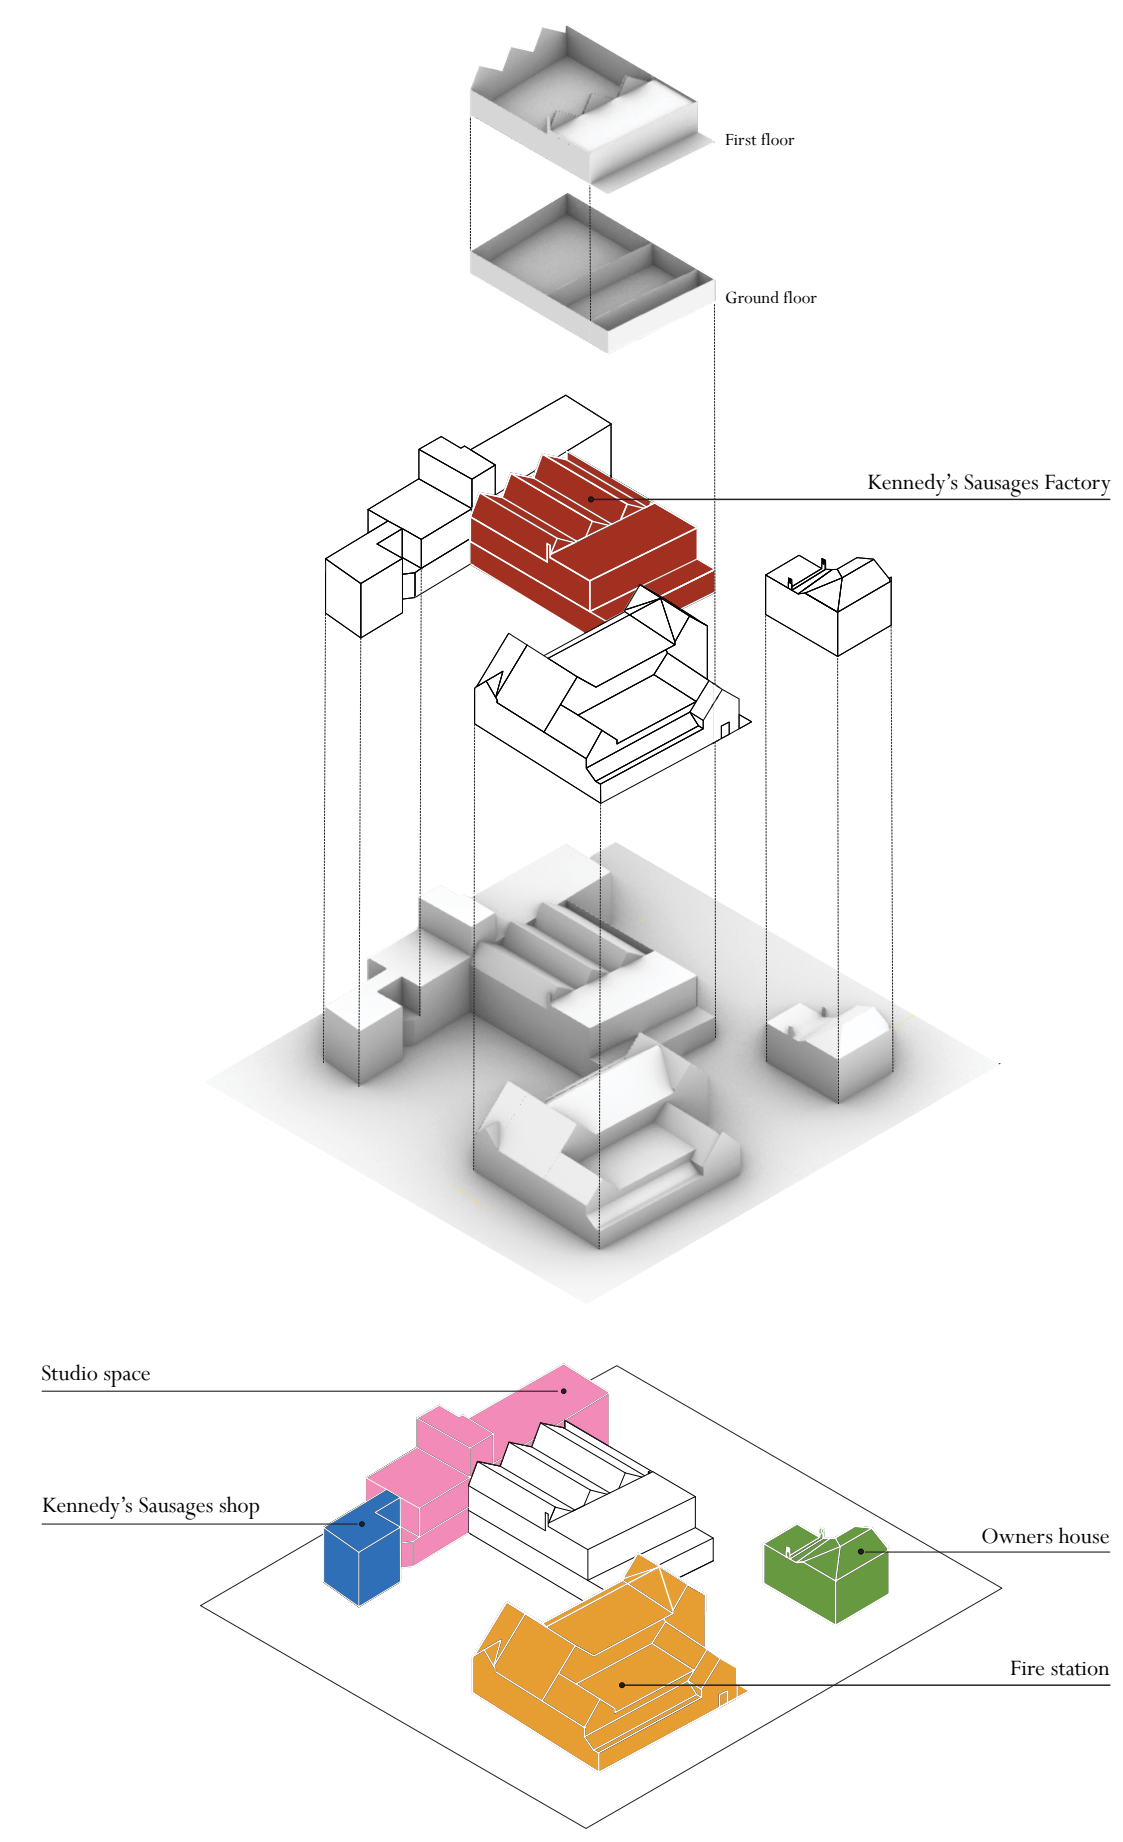 First floor
Ground floor
Kennedy’s Sausages Factory
Studio space
Kennedy’s Sausages shop
Owners house
Fire station